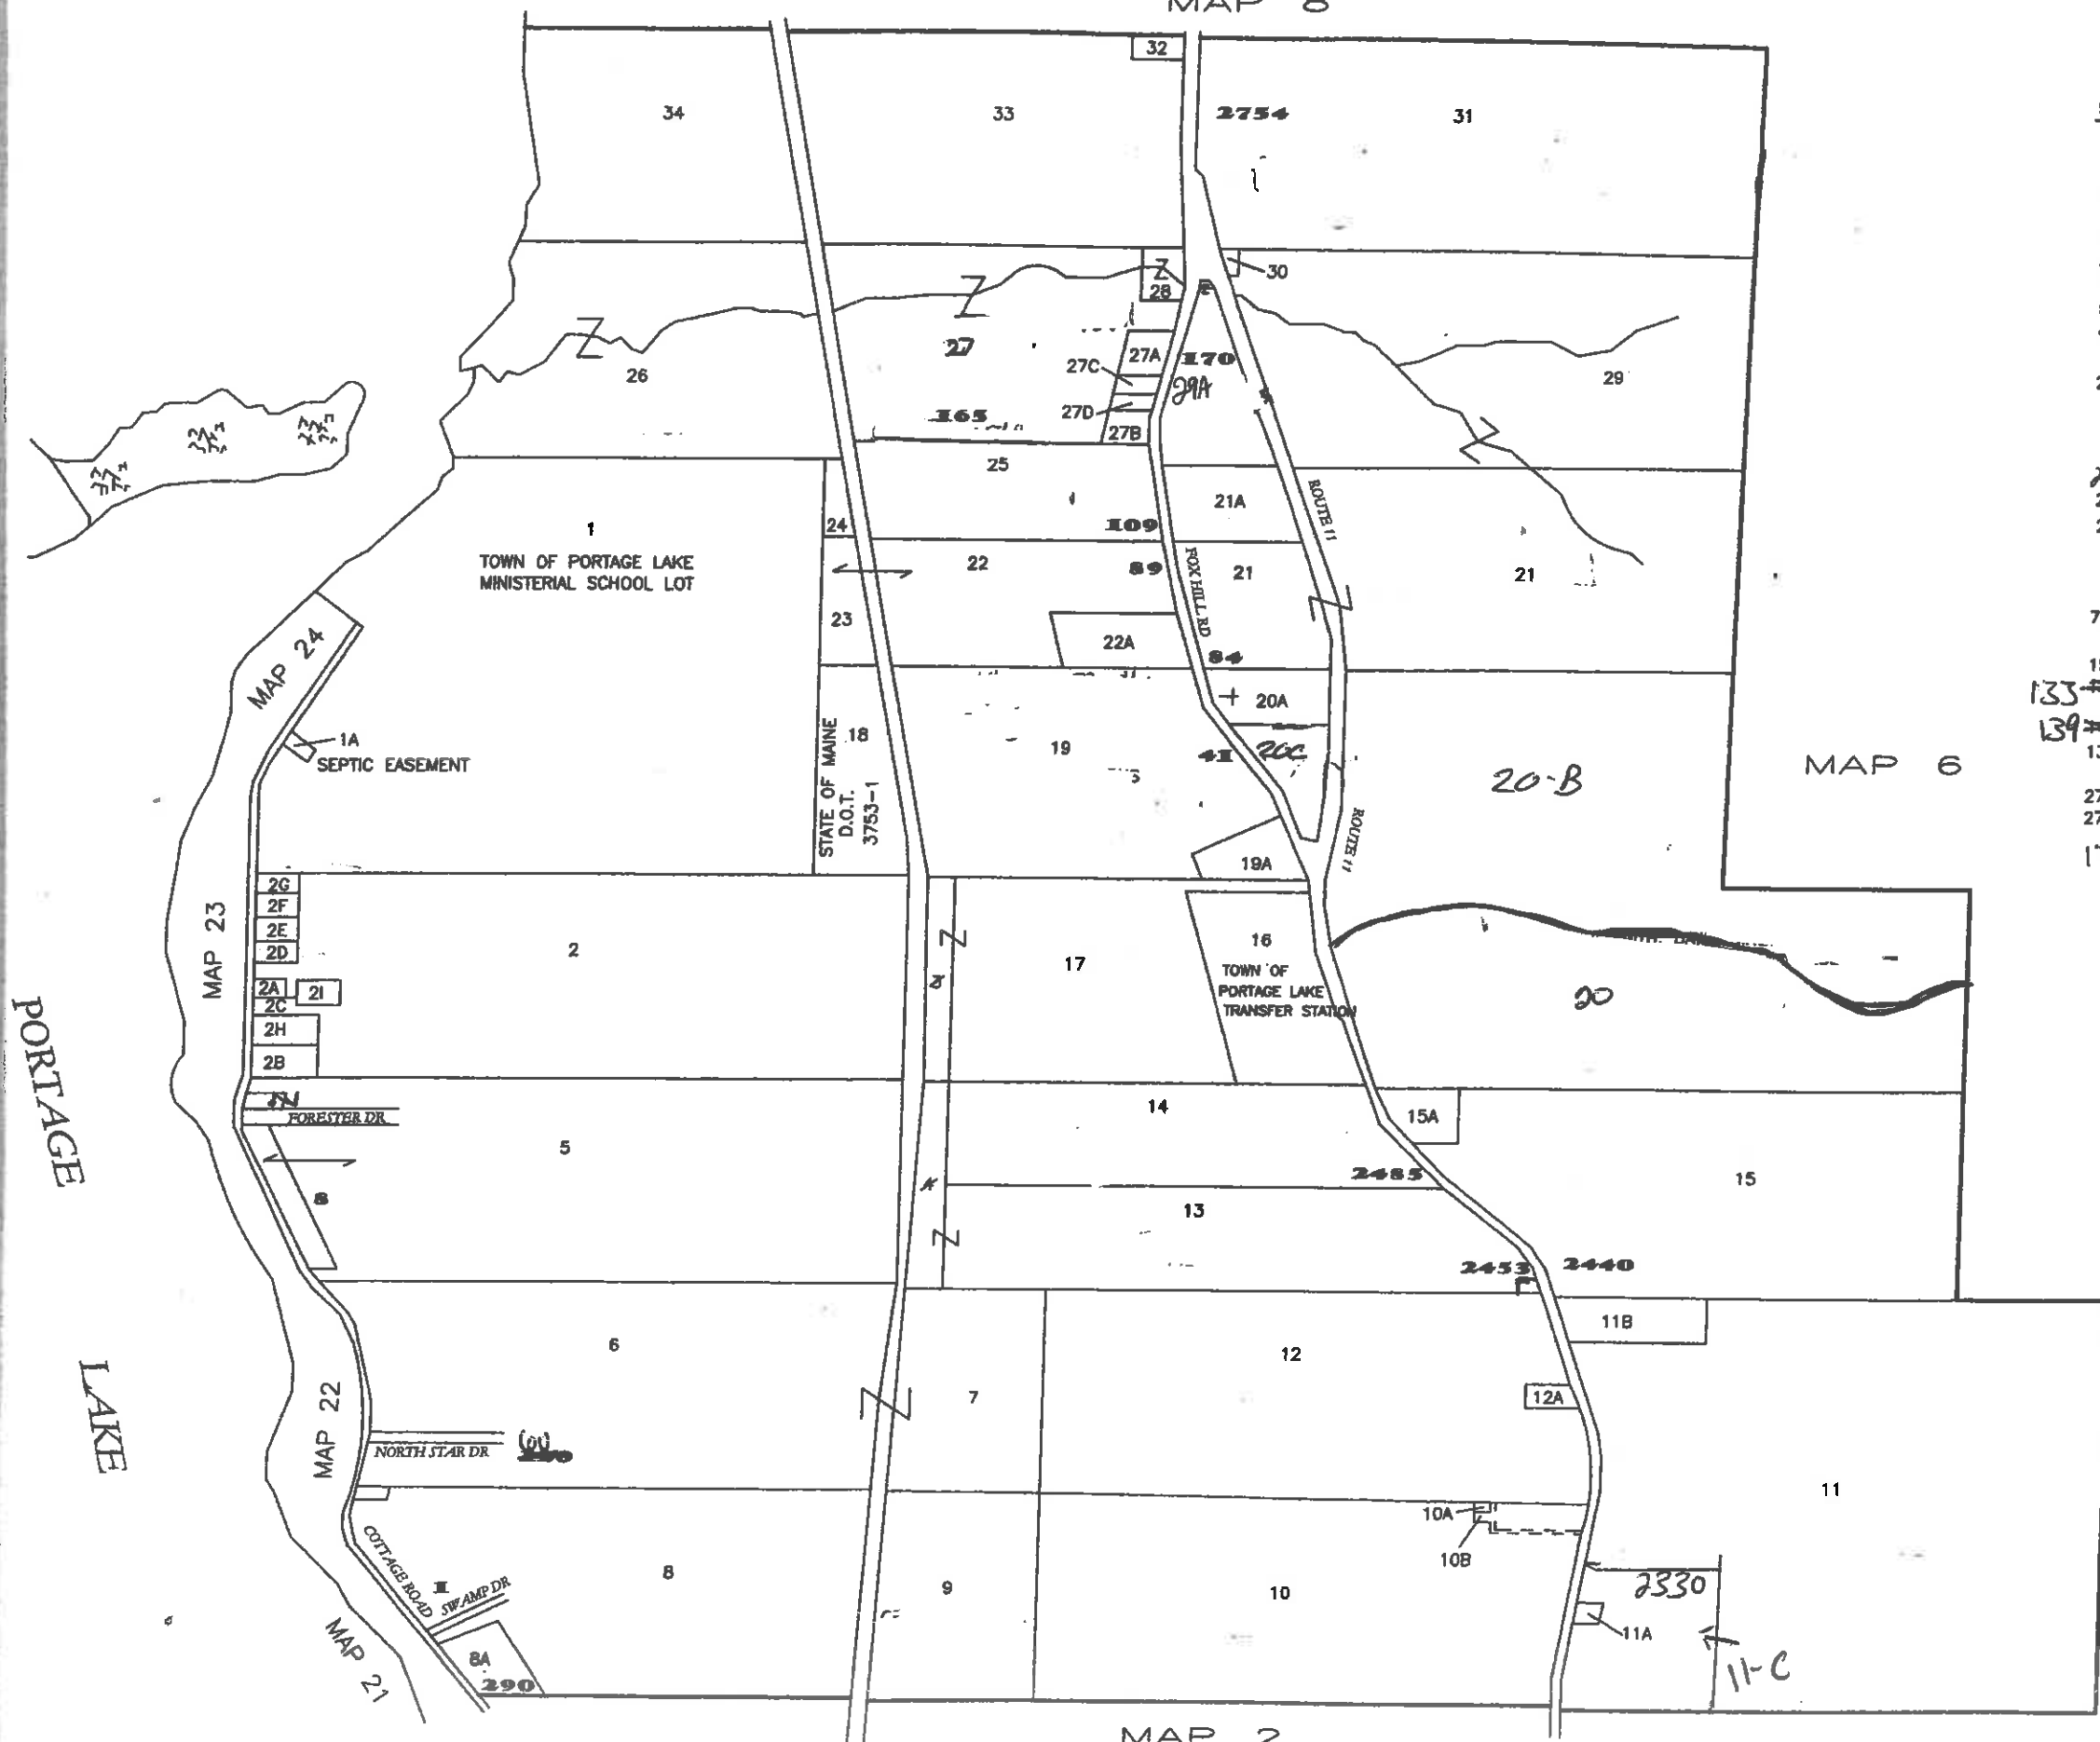 MAP 8
32
34
33
2754
31
30
28
27
27A
170
27C
29A
26
29
27D
165
27B
25
1
TOWN OF PORTAGE LAKE
MINISTERIAL SCHOOL LOT
24
109
21A
ROUTE 11
22
89
FOX HILL RD
21
21
23
22A
84
MAP 24
20A
133#
139#
1A
SEPTIC EASEMENT
STATE OF MAINE
D.O.T.
3753-1
18
19
41
20C
20-B
MAP 6
ROUTE 11
19A
2G
2F
2E
2D
2A
2I
2C
2H
2B
MAP 23
2
17
16
TOWN OF
PORTAGE LAKE
TRANSFER STATION
20
PORTAGE
LAKE
FORESTER DR
14
15A
5
2485
15
13
2453
2440
11B
6
12
7
12A
MAP 22
NORTH STAR DR
11
10A
10B
COTTAGE ROAD
SWAMP DR
8
9
10
2330
11A
11-C
8A
290
MAP 21
MAP 2